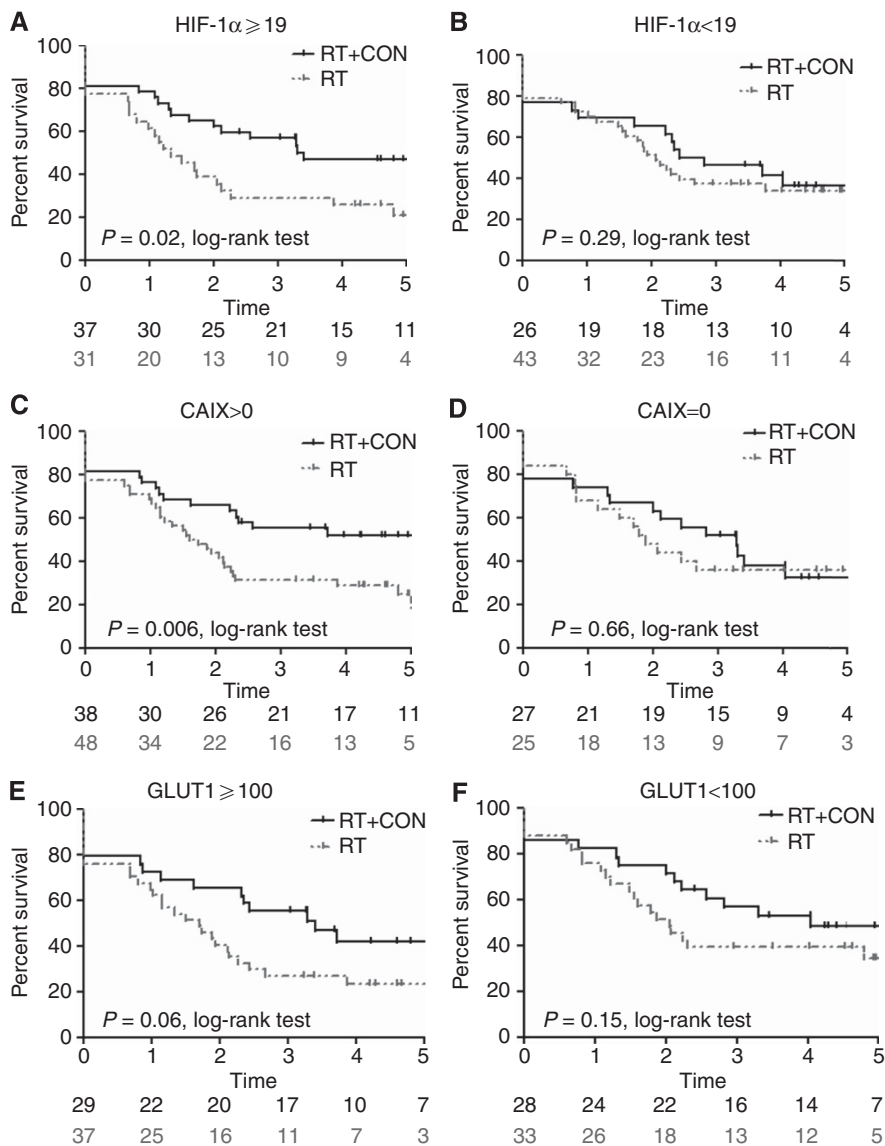 A
HIF-1α⩾19
RT+CON
RT
Percent survival
100
80
60
40
20
0
P = 0.02, log-rank test
0 1 2 3 4 5
Time
37 30 25 21 15 11
31 20 13 10 9 4
B
HIF-1α<19
RT+CON
RT
Percent survival
100
80
60
40
20
0
P = 0.29, log-rank test
0 1 2 3 4 5
Time
26 19 18 13 10 4
43 32 23 16 11 4
C
CAIX>0
RT+CON
RT
Percent survival
100
80
60
40
20
0
P = 0.006, log-rank test
0 1 2 3 4 5
Time
38 30 26 21 17 11
48 34 22 16 13 5
D
CAIX=0
RT+CON
RT
Percent survival
100
80
60
40
20
0
P = 0.66, log-rank test
0 1 2 3 4 5
Time
27 21 19 15 9 4
25 18 13 9 7 3
E
GLUT1⩾100
RT+CON
RT
Percent survival
100
80
60
40
20
0
P = 0.06, log-rank test
0 1 2 3 4 5
Time
29 22 20 17 10 7
37 25 16 11 7 3
F
GLUT1<100
RT+CON
RT
Percent survival
100
80
60
40
20
0
P = 0.15, log-rank test
0 1 2 3 4 5
Time
28 24 22 16 14 7
33 26 18 13 12 5